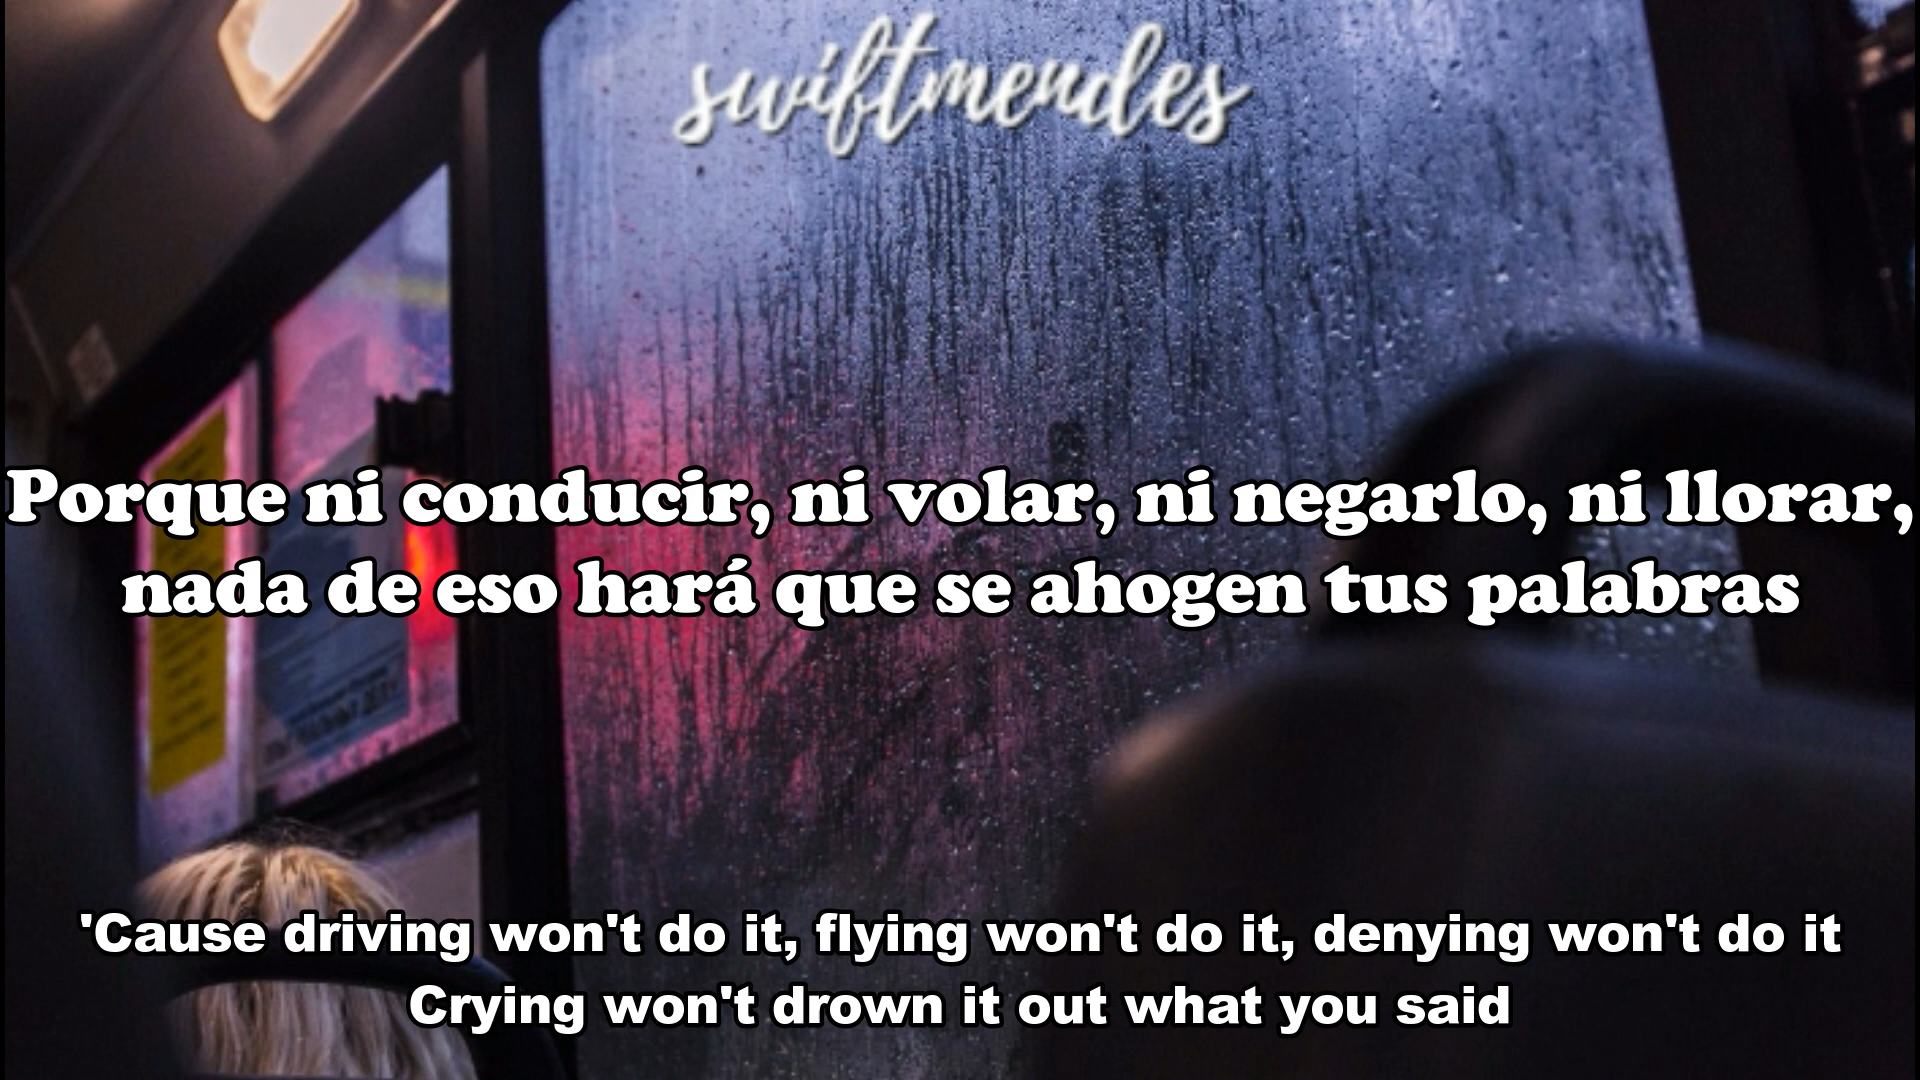 swiftmendes
Porque ni conducir, ni volar, ni negarlo, ni llorar,
nada de eso hará que se ahogen tus palabras
'Cause driving won't do it, flying won't do it, denying won't do it
Crying won't drown it out what you said